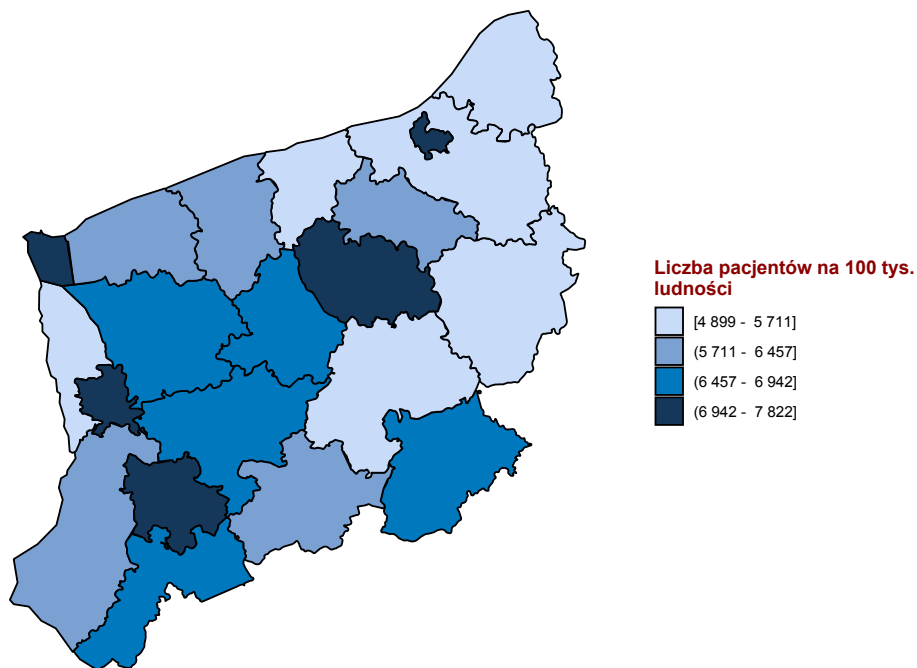 Liczba pacjentów na 100 tys.
ludności
[4 899 - 5 711]
(5 711 - 6 457]
(6 457 - 6 942]
(6 942 - 7 822]